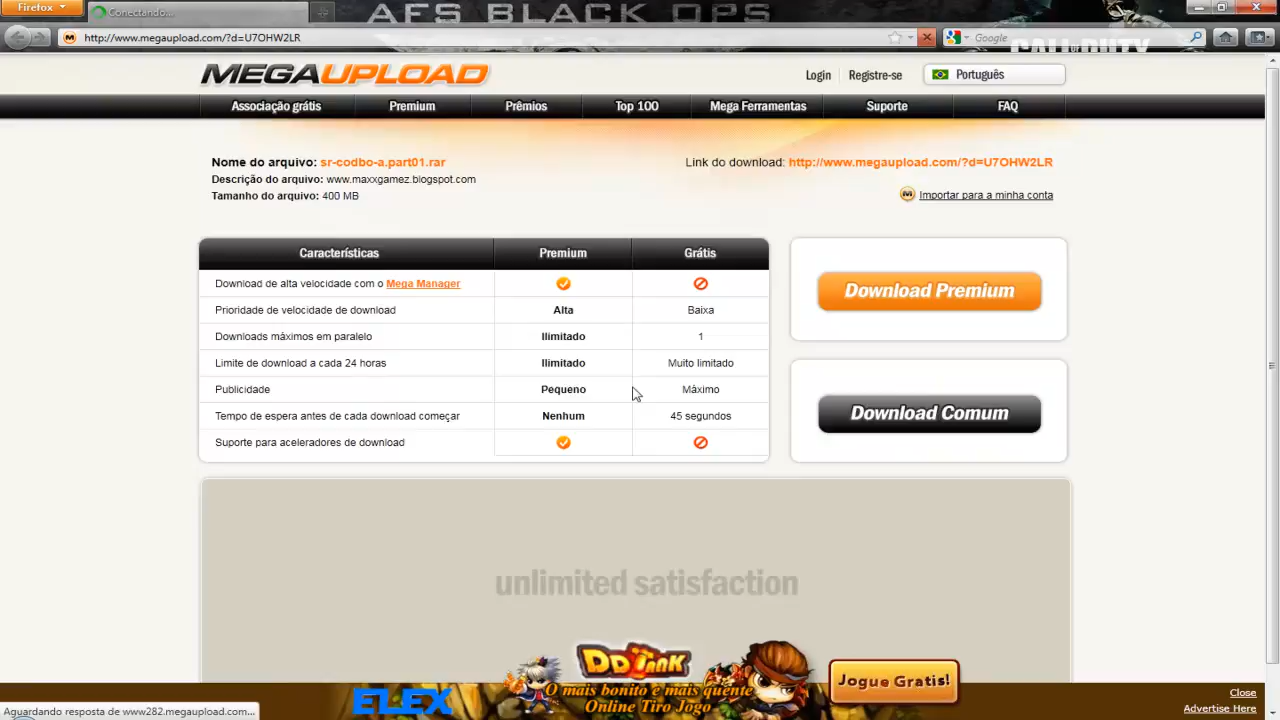 Firefox
Conectando...
AFS BLACK OPS
http://www.megaupload.com/?d=U7OHW2LR
Google
CALL OF DUTY
MEGAUPLOAD
Login
Registre-se
Português
Associação grátis
Premium
Prêmios
Top 100
Mega Ferramentas
Suporte
FAQ
Nome do arquivo: sr-codbo-a.part01.rar
Link do download: http://www.megaupload.com/?d=U7OHW2LR
Descrição do arquivo: www.maxxgamez.blogspot.com
Tamanho do arquivo: 400 MB
Importar para a minha conta
Características Premium Grátis
Download de alta velocidade com o Mega Manager
Prioridade de velocidade de download Alta Baixa
Downloads máximos em paralelo Ilimitado 1
Limite de download a cada 24 horas Ilimitado Muito limitado
Publicidade Pequeno Máximo
Tempo de espera antes de cada download começar Nenhum 45 segundos
Suporte para aceleradores de download
Download Premium
Download Comum
unlimited satisfaction
DDTANK
ELEX
O mais bonito e mais quente
Online Tiro Jogo
Jogue Gratis!
Close
Advertise Here
Aguardando resposta de www282.megaupload.com...